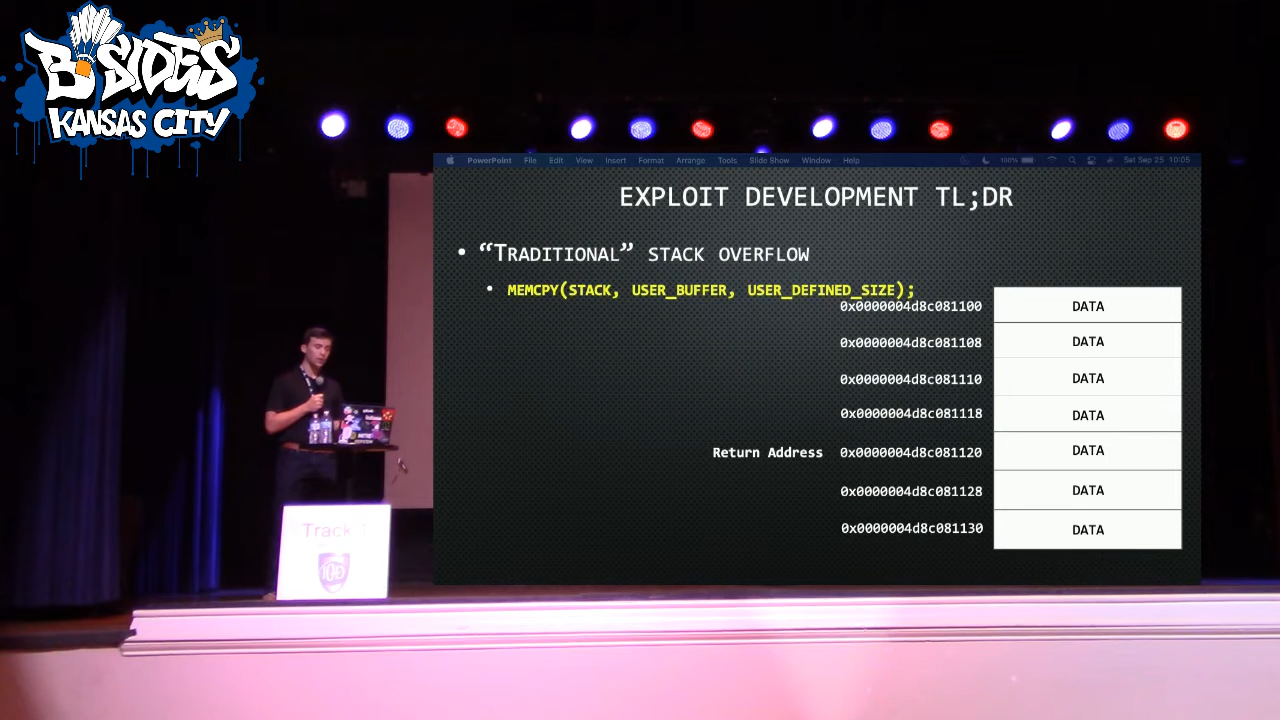 B·SIDES
KANSAS CITY
PowerPoint File Edit View Insert Format Arrange Tools Slide Show Window Help 100% Sat Sep 25 10:05
EXPLOIT DEVELOPMENT TL;DR
• “TRADITIONAL” STACK OVERFLOW
• MEMCPY(STACK, USER_BUFFER, USER_DEFINED_SIZE);
0x0000004d8c081100 DATA
0x0000004d8c081108 DATA
0x0000004d8c081110 DATA
0x0000004d8c081118 DATA
Return Address 0x0000004d8c081120 DATA
0x0000004d8c081128 DATA
0x0000004d8c081130 DATA
Track